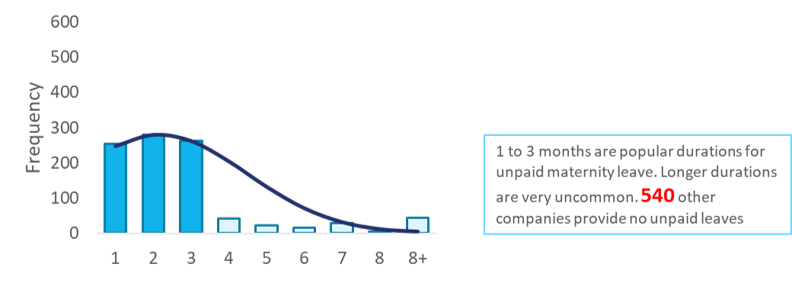 600
500
400
300
200
100
0
Frequency
1 2 3 4 5 6 7 8 8+
1 to 3 months are popular durations for
unpaid maternity leave. Longer durations
are very uncommon. 540 other
companies provide no unpaid leaves